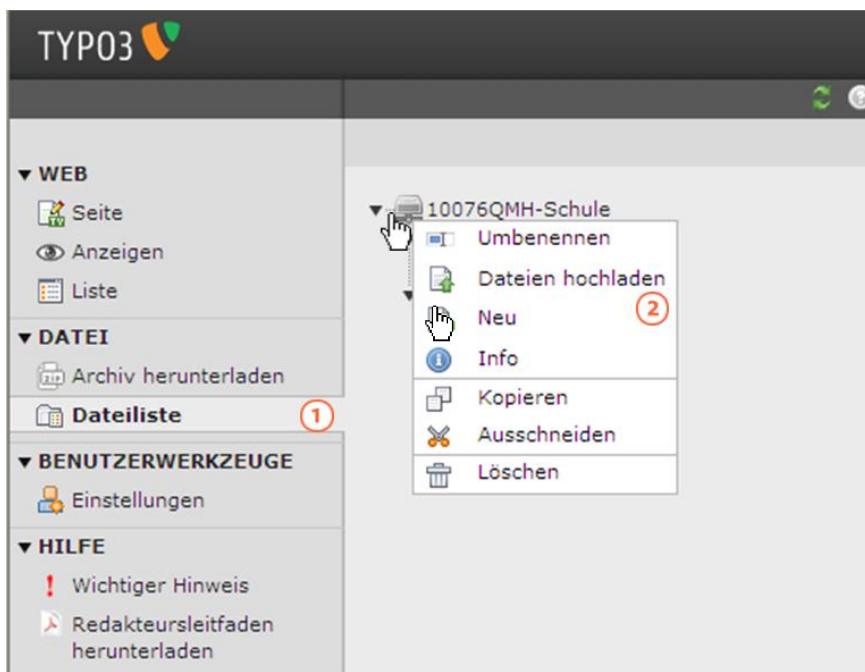 TYPO3
WEB
Seite
Anzeigen
Liste
DATEI
Archiv herunterladen
Dateiliste
1
BENUTZERWERKZEUGE
Einstellungen
HILFE
Wichtiger Hinweis
Redakteursleitfaden
herunterladen
10076QMH-Schule
Umbenennen
Dateien hochladen
2
Neu
Info
Kopieren
Ausschneiden
Löschen